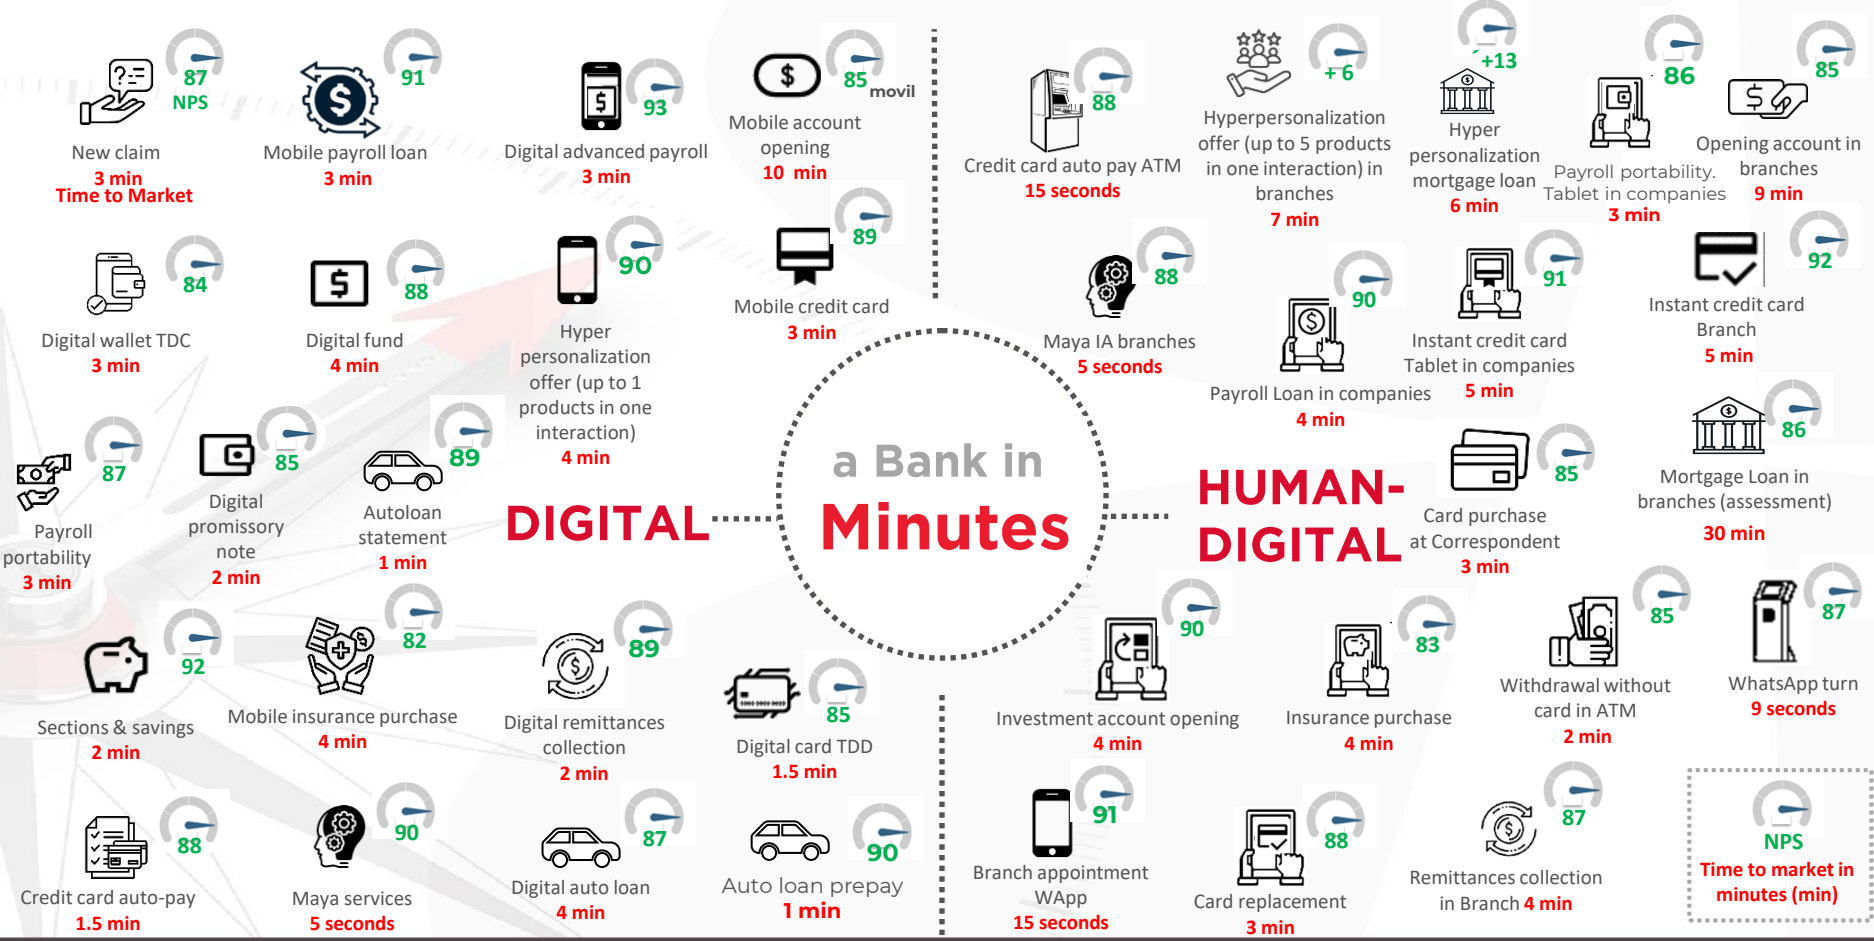 87
NPS
New claim
3 min
Time to Market
91
Mobile payroll loan
3 min
93
Digital advanced payroll
3 min
85 movil
Mobile account
opening
10 min
84
Digital wallet TDC
3 min
88
Digital fund
4 min
90
Hyper
personalization
offer (up to 1
products in one
interaction)
4 min
89
Mobile credit card
3 min
87
Payroll
portability
3 min
85
Digital
promissory
note
2 min
89
Autoloan
statement
1 min
DIGITAL
92
Sections & savings
2 min
82
Mobile insurance purchase
4 min
89
Digital remittances
collection
2 min
85
Digital card TDD
1.5 min
88
Credit card auto-pay
1.5 min
90
Maya services
5 seconds
87
Digital auto loan
4 min
90
Auto loan prepay
1 min
a Bank in
Minutes
88
Credit card auto pay ATM
15 seconds
+ 6
Hyperpersonalization
offer (up to 5 products
in one interaction) in
branches
7 min
+13
Hyper
personalization
mortgage loan
6 min
86
Payroll portability.
Tablet in companies
3 min
85
Opening account in
branches
9 min
88
Maya IA branches
5 seconds
90
Payroll Loan in companies
4 min
91
Instant credit card
Tablet in companies
5 min
92
Instant credit card
Branch
5 min
HUMAN-
DIGITAL
85
Card purchase
at Correspondent
3 min
86
Mortgage Loan in
branches (assessment)
30 min
90
Investment account opening
4 min
83
Insurance purchase
4 min
85
Withdrawal without
card in ATM
2 min
87
WhatsApp turn
9 seconds
91
Branch appointment
WApp
15 seconds
88
Card replacement
3 min
87
Remittances collection
in Branch 4 min
NPS
Time to market in
minutes (min)